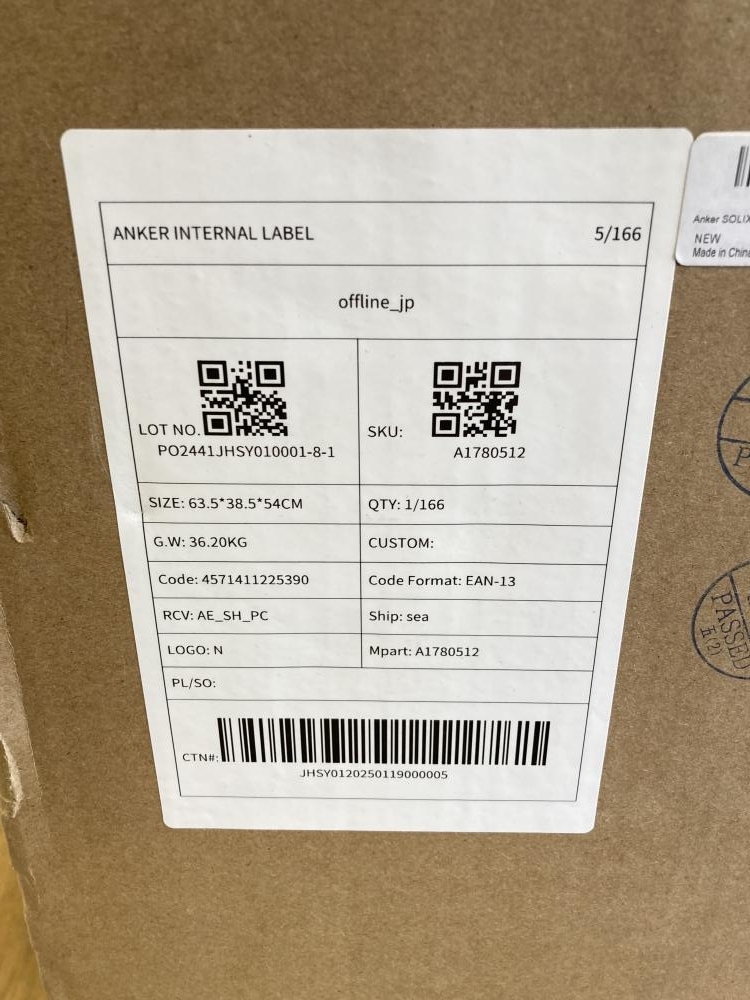 ANKER INTERNAL LABEL 5/166
offline_jp
LOT NO.
PO2441JHSY010001-8-1
SKU:
A1780512
SIZE: 63.5*38.5*54CM QTY: 1/166
G.W: 36.20KG CUSTOM:
Code: 4571411225390 Code Format: EAN-13
RCV: AE_SH_PC Ship: sea
LOGO: N Mpart: A1780512
PL/SO:
CTN#:
JHSY0120250119000005
Anker SOLIX
NEW
Made in China
PASSED